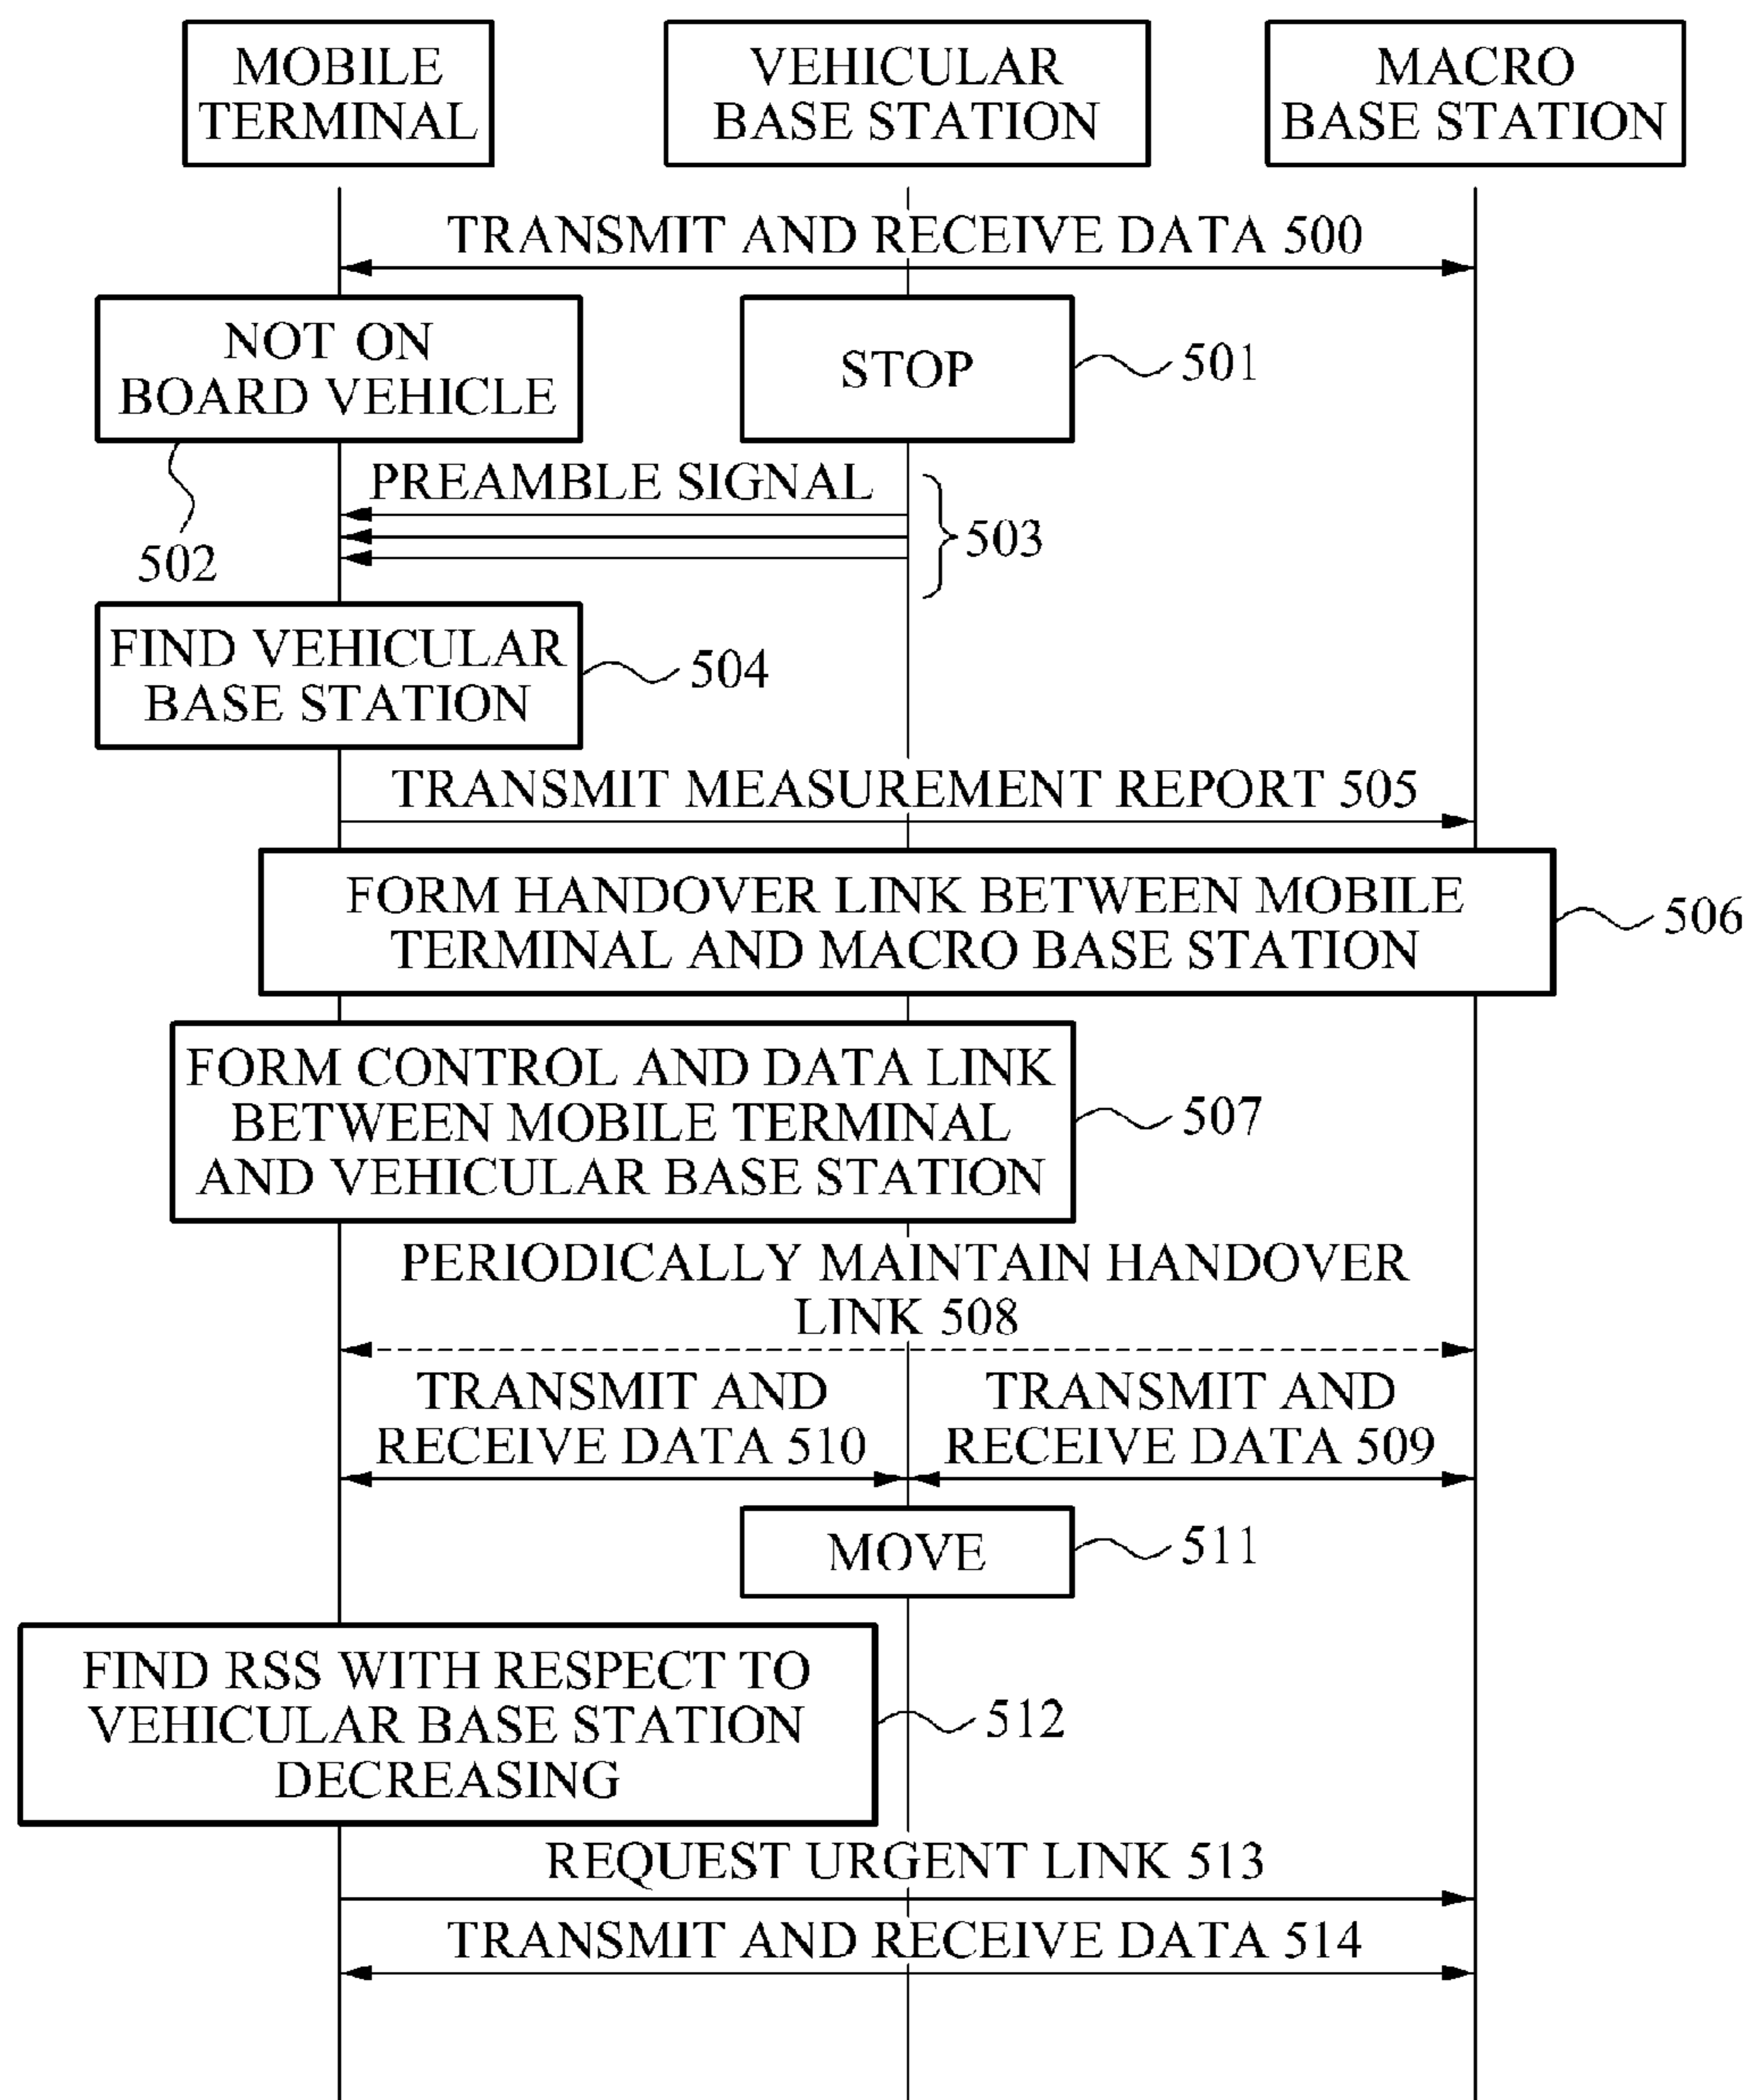 MOBILE
TERMINAL
VEHICULAR
BASE STATION
MACRO
BASE STATION
TRANSMIT AND RECEIVE DATA 500
NOT ON
BOARD VEHICLE
502
STOP
501
PREAMBLE SIGNAL
503
FIND VEHICULAR
BASE STATION
504
TRANSMIT MEASUREMENT REPORT 505
FORM HANDOVER LINK BETWEEN MOBILE
TERMINAL AND MACRO BASE STATION
506
FORM CONTROL AND DATA LINK
BETWEEN MOBILE TERMINAL
AND VEHICULAR BASE STATION
507
PERIODICALLY MAINTAIN HANDOVER
LINK 508
TRANSMIT AND
RECEIVE DATA 510
TRANSMIT AND
RECEIVE DATA 509
MOVE
511
FIND RSS WITH RESPECT TO
VEHICULAR BASE STATION
DECREASING
512
REQUEST URGENT LINK 513
TRANSMIT AND RECEIVE DATA 514